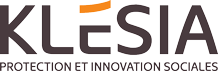 KLESIA
PROTECTION ET INNOVATION SOCIALES